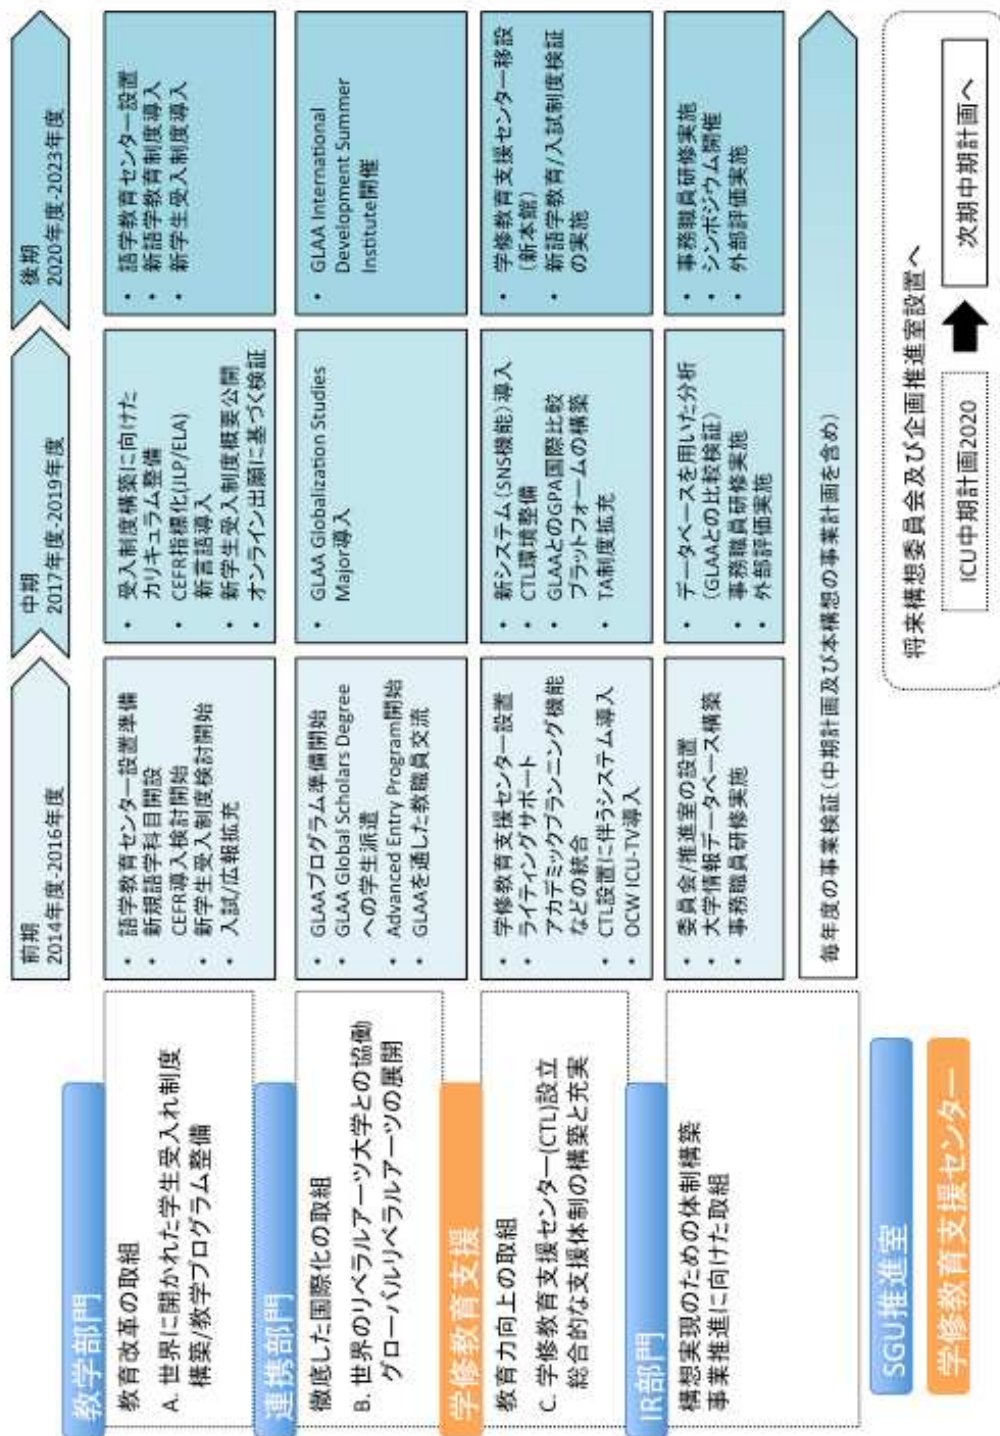 前期
2014年度-2016年度
中期
2017年度-2019年度
後期
2020年度-2023年度
教学部門
教育改革の取組
A. 世界に開かれた学生受入れ制度
構築/教学プログラム整備
• 語学教育センター設置準備
• 新規語学科目開設
• CEFR導入検討開始
• 新学生受入制度検討開始
• 入試/広報拡充
• 受入制度構築に向けた
カリキュラム整備
• CEFR指標化(JLP/ELA)
新言語導入
• 新学生受入制度概要公開
• オンライン出願に基づく検証
• 語学教育センター設置
• 新語学教育制度導入
• 新学生受入制度導入
連携部門
徹底した国際化の取組
B. 世界のリベラルアーツ大学との協働
グローバルリベラルアーツの展開
• GLAAプログラム準備開始
• GLAA Global Scholars Degree
への学生派遣
• Advanced Entry Program開始
• GLAAを通した教職員交流
• GLAA Globalization Studies
Major導入
• GLAA International
Development Summer
Institute開催
学修教育支援
教育力向上の取組
C. 学修教育支援センター(CTL)設立
総合的な支援体制の構築と充実
• 学修教育支援センター設置
• ライティングサポート
アカデミックプランニング機能
などの統合
• CTL設置に伴うシステム導入
• OCW ICU-TV導入
• 新システム(SNS機能)導入
• CTL環境整備
• GLAAとのGPA国際比較
プラットフォームの構築
• TA制度拡充
• 学修教育支援センター移設
(新本館)
• 新語学教育/入試制度検証
の実施
IR部門
構想実現のための体制構築
事業推進に向けた取組
• 委員会/推進室の設置
• 大学情報データベース構築
• 事務職員研修実施
• データベースを用いた分析
(GLAAとの比較検証)
• 事務職員研修実施
• 外部評価実施
• 事務職員研修実施
• シンポジウム開催
• 外部評価実施
毎年度の事業検証(中期計画及び本構想の事業計画を含め)
SGU推進室
学修教育支援センター
将来構想委員会及び企画推進室設置へ
ICU中期計画2020
次期中期計画へ